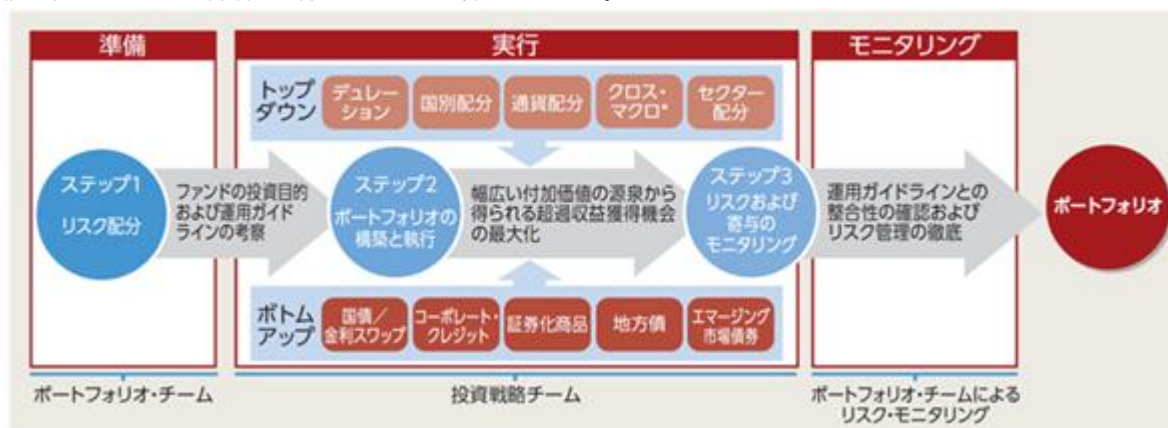 準備
実行
モニタリング
トップ
ダウン
デュレー
ション
国別配分
通貨配分
クロス・
マクロ*
セクター
配分
ステップ1
リスク配分
ファンドの投資目的
および運用ガイド
ラインの考察
ステップ2
ポートフォリオの
構築と執行
幅広い付加価値の源泉から
得られる超過収益獲得機会
の最大化
ステップ3
リスクおよび
寄与の
モニタリング
運用ガイドラインとの
整合性の確認および
リスク管理の徹底
ポートフォリオ
ボトム
アップ
国債／
金利スワップ
コーポレート・
クレジット
証券化商品
地方債
エマージング
市場債券
ポートフォリオ・チーム
投資戦略チーム
ポートフォリオ・チームによる
リスク・モニタリング